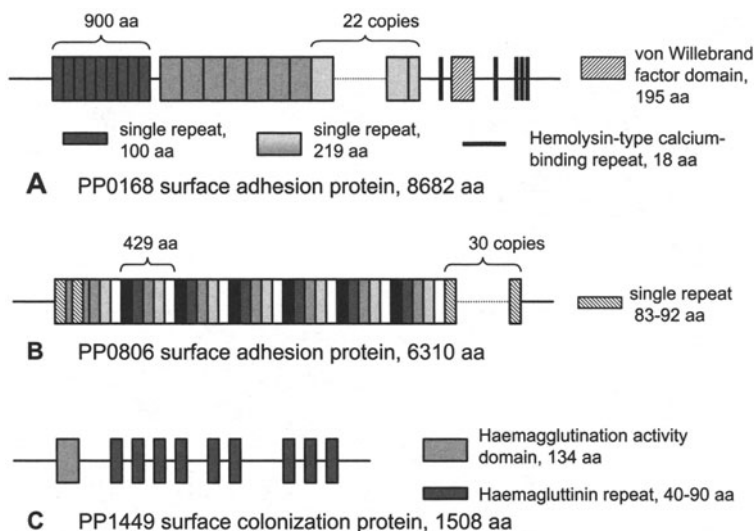 900 aa
22 copies
von Willebrand
factor domain,
195 aa
single repeat,
100 aa
single repeat,
219 aa
Hemolysin-type calcium-
binding repeat, 18 aa
A PP0168 surface adhesion protein, 8682 aa
429 aa
30 copies
single repeat
83-92 aa
B PP0806 surface adhesion protein, 6310 aa
Haemagglutination activity
domain, 134 aa
Haemagluttinin repeat, 40-90 aa
C PP1449 surface colonization protein, 1508 aa